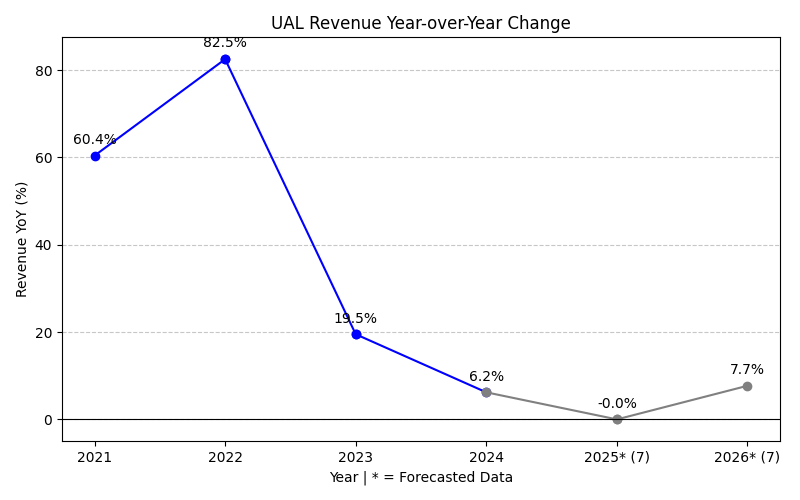 UAL Revenue Year-over-Year Change
82.5%
80
60.4%
60
Revenue YoY (%)
40
19.5%
20
6.2%
7.7%
-0.0%
0
2021 2022 2023 2024 2025* (7) 2026* (7)
Year | * = Forecasted Data